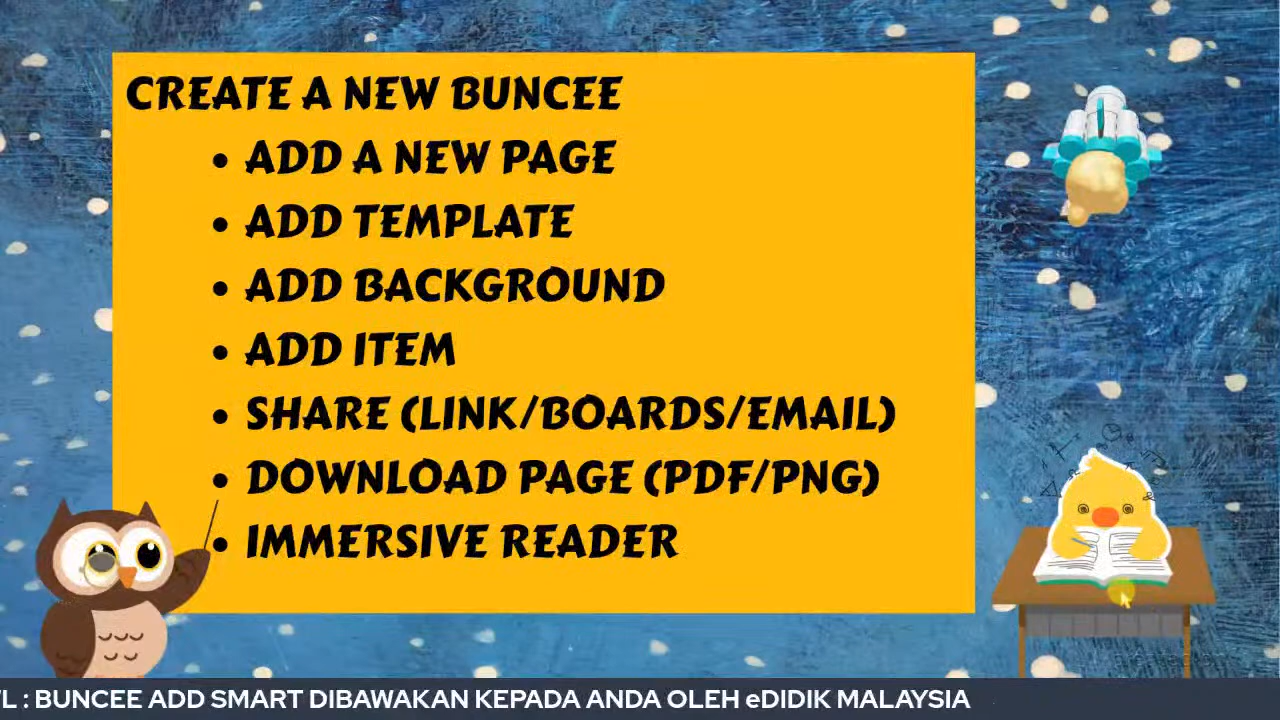 CREATE A NEW BUNCEE
• ADD A NEW PAGE
• ADD TEMPLATE
• ADD BACKGROUND
• ADD ITEM
• SHARE (LINK/BOARDS/EMAIL)
• DOWNLOAD PAGE (PDF/PNG)
• IMMERSIVE READER
: BUNCEE ADD SMART DIBAWAKAN KEPADA ANDA OLEH eDIDIK MALAYSIA